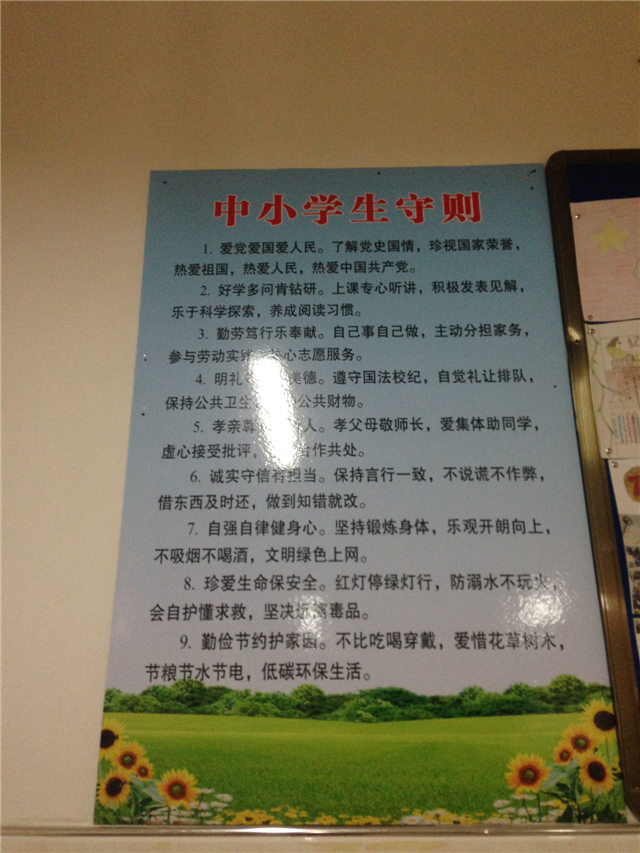 中小学生守则
1. 爱党爱国爱人民。了解党史国情，珍视国家荣誉，
热爱祖国，热爱人民，热爱中国共产党。
2. 好学多问肯钻研。上课专心听讲，积极发表见解，
乐于科学探索，养成阅读习惯。
3. 勤劳笃行乐奉献。自己事自己做，主动分担家务，
参与劳动实践 心志愿服务。
4. 明礼 美德。遵守国法校纪，自觉礼让排队，
保持公共卫生 公共财物。
5. 孝亲尊 人。孝父母敬师长，爱集体助同学，
虚心接受批评， 合作共处。
6. 诚实守信有担当。保持言行一致，不说谎不作弊，
借东西及时还，做到知错就改。
7. 自强自律健身心。坚持锻炼身体，乐观开朗向上，
不吸烟不喝酒，文明绿色上网。
8. 珍爱生命保安全。红灯停绿灯行，防溺水不玩火，
会自护懂求救，坚决远离毒品。
9. 勤俭节约护家园。不比吃喝穿戴，爱惜花草树木，
节粮节水节电，低碳环保生活。